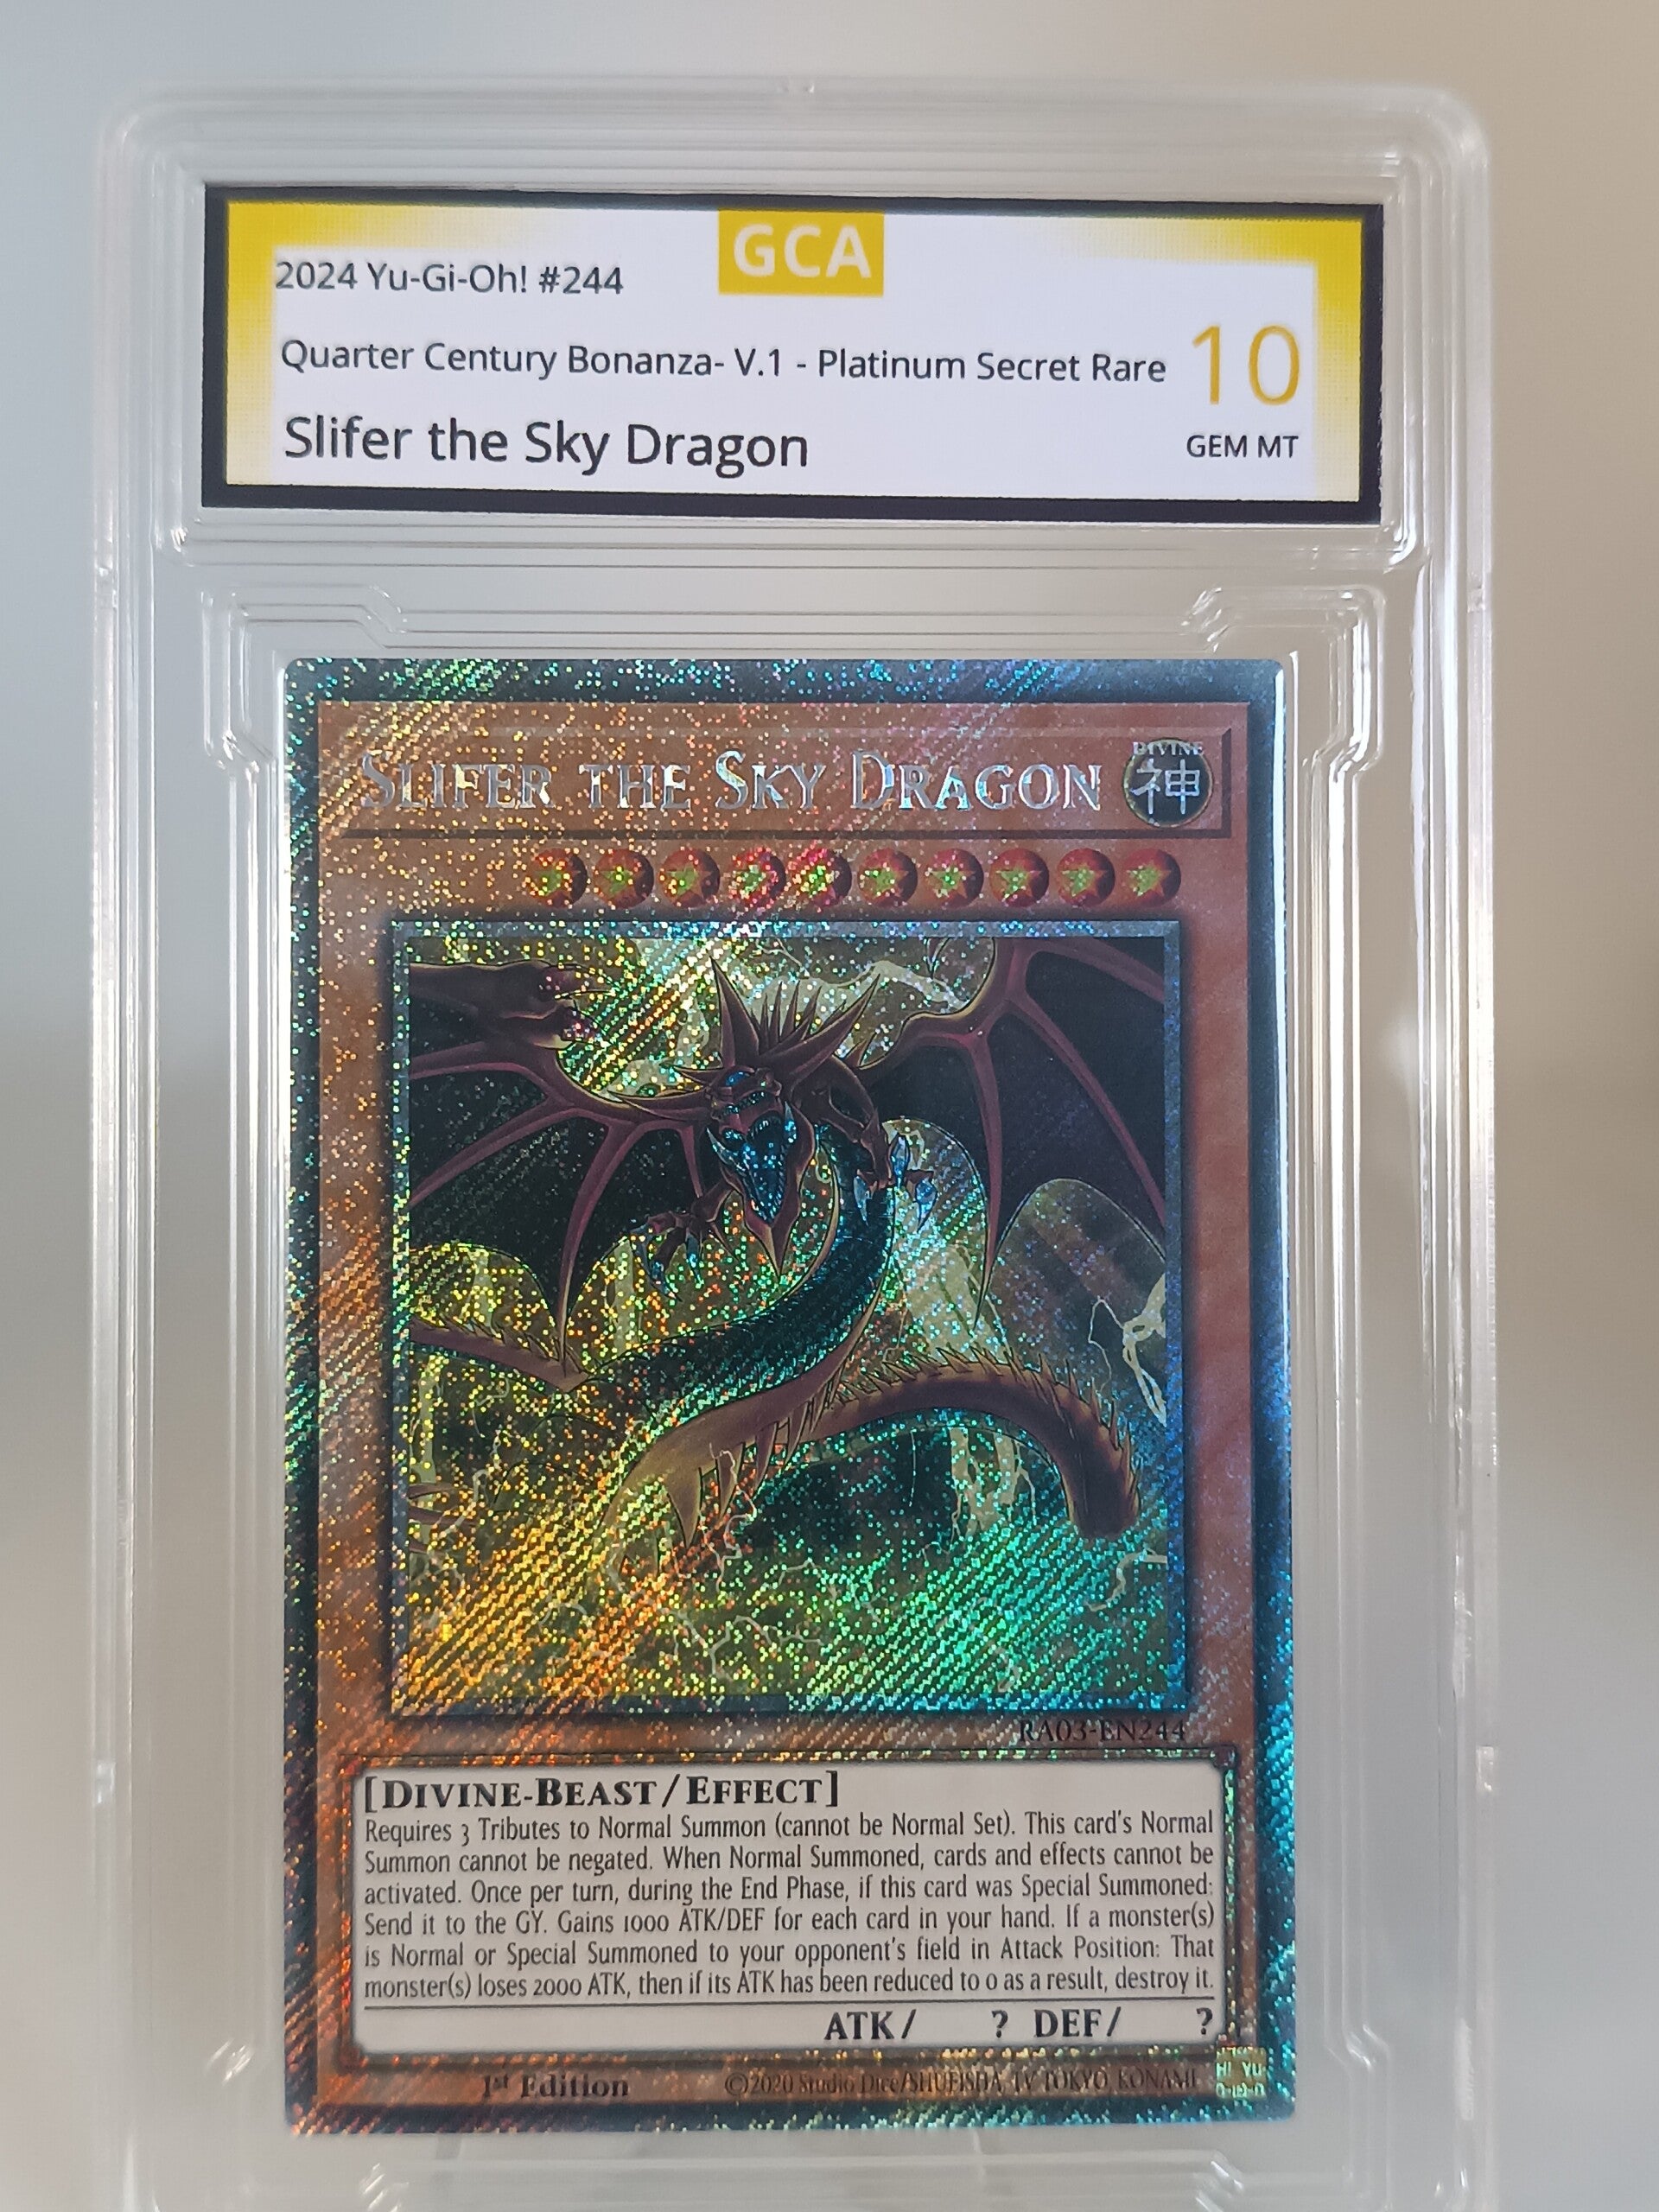 GCA
2024 Yu-Gi-Oh! #244
Quarter Century Bonanza- V.1 - Platinum Secret Rare
10
Slifer the Sky Dragon
GEM MT
SLIFER THE SKY DRAGON
DIVINE
神
RA03-EN244
[DIVINE-BEAST/EFFECT]
Requires 3 Tributes to Normal Summon (cannot be Normal Set). This card's Normal
Summon cannot be negated. When Normal Summoned, cards and effects cannot be
activated. Once per turn, during the End Phase, if this card was Special Summoned:
Send it to the GY. Gains 1000 ATK/DEF for each card in your hand. If a monster(s)
is Normal or Special Summoned to your opponent's field in Attack Position: That
monster(s) loses 2000 ATK, then if its ATK has been reduced to 0 as a result, destroy it.
ATK/ ? DEF/ ?
1st Edition
©2020 Studio Dice/SHUEISHA, TV TOKYO, KONAMI